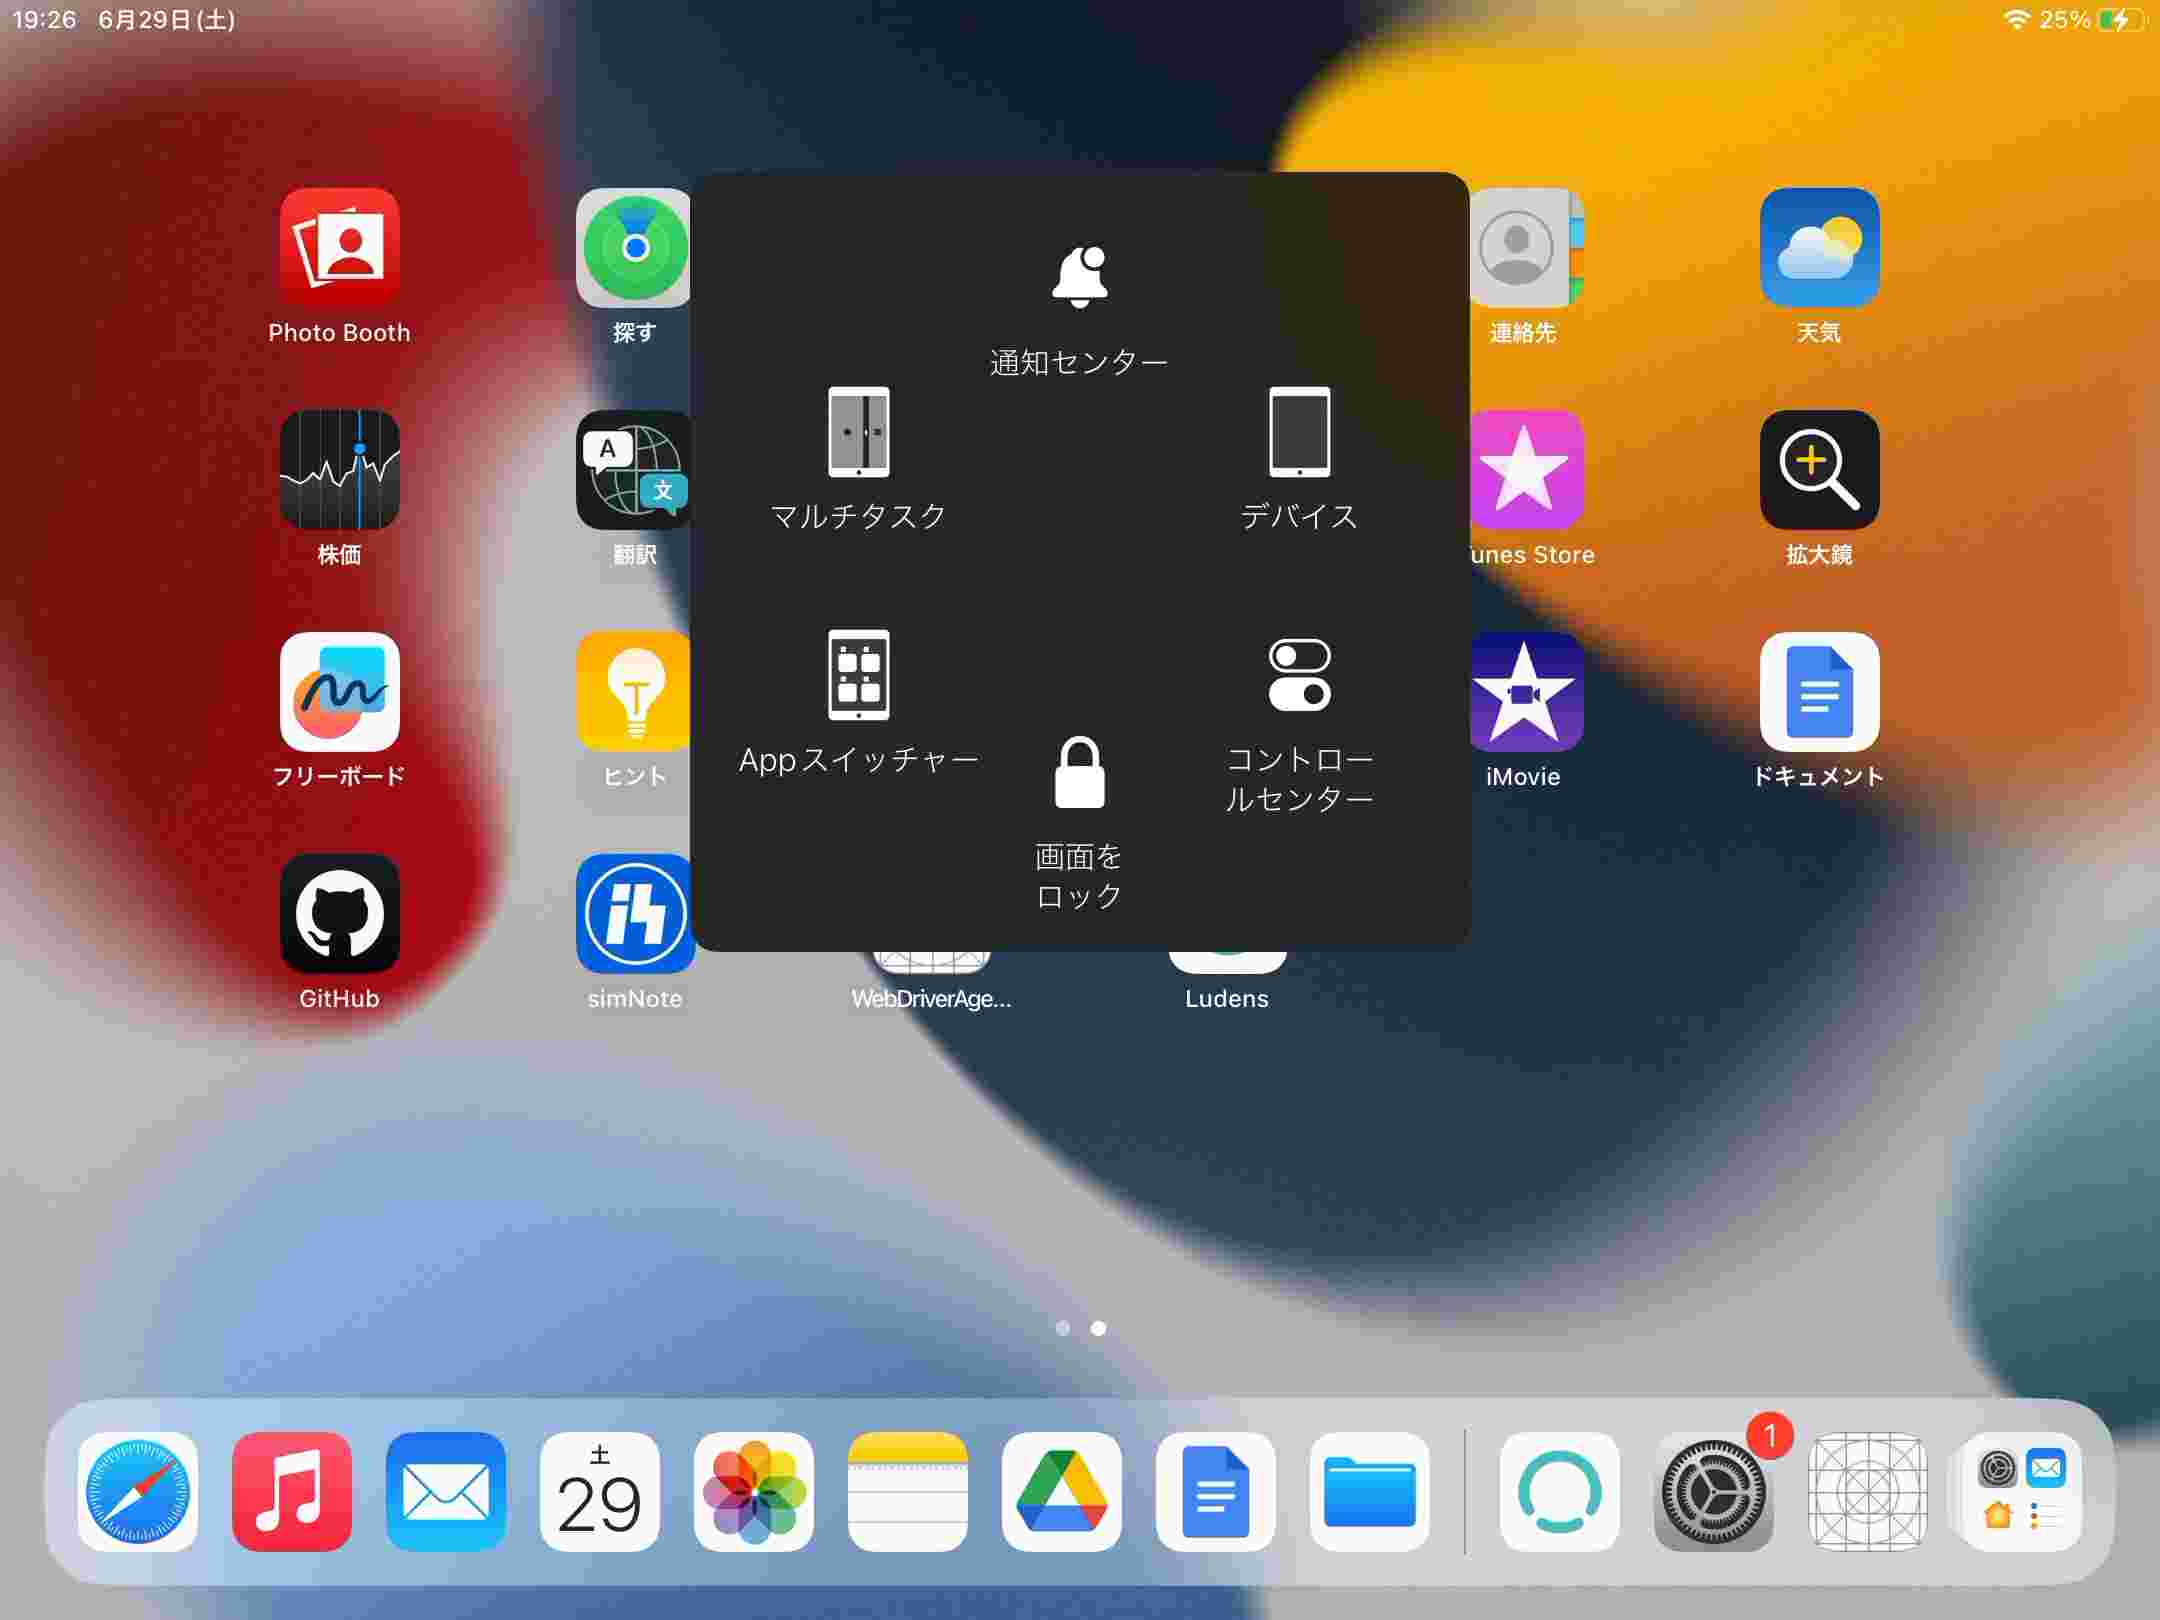 19:26 6月29日(土)
25%
Photo Booth
探す
連絡先
天気
通知センター
マルチタスク
デバイス
A
文
株価
翻訳
unes Store
拡大鏡
Appスイッチャー
コントロー
ルセンター
フリーボード
ヒント
iMovie
ドキュメント
画面を
ロック
GitHub
simNote
WebDriverAge...
Ludens
土
29
1